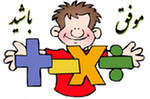 موفق باشید
+ - × ÷